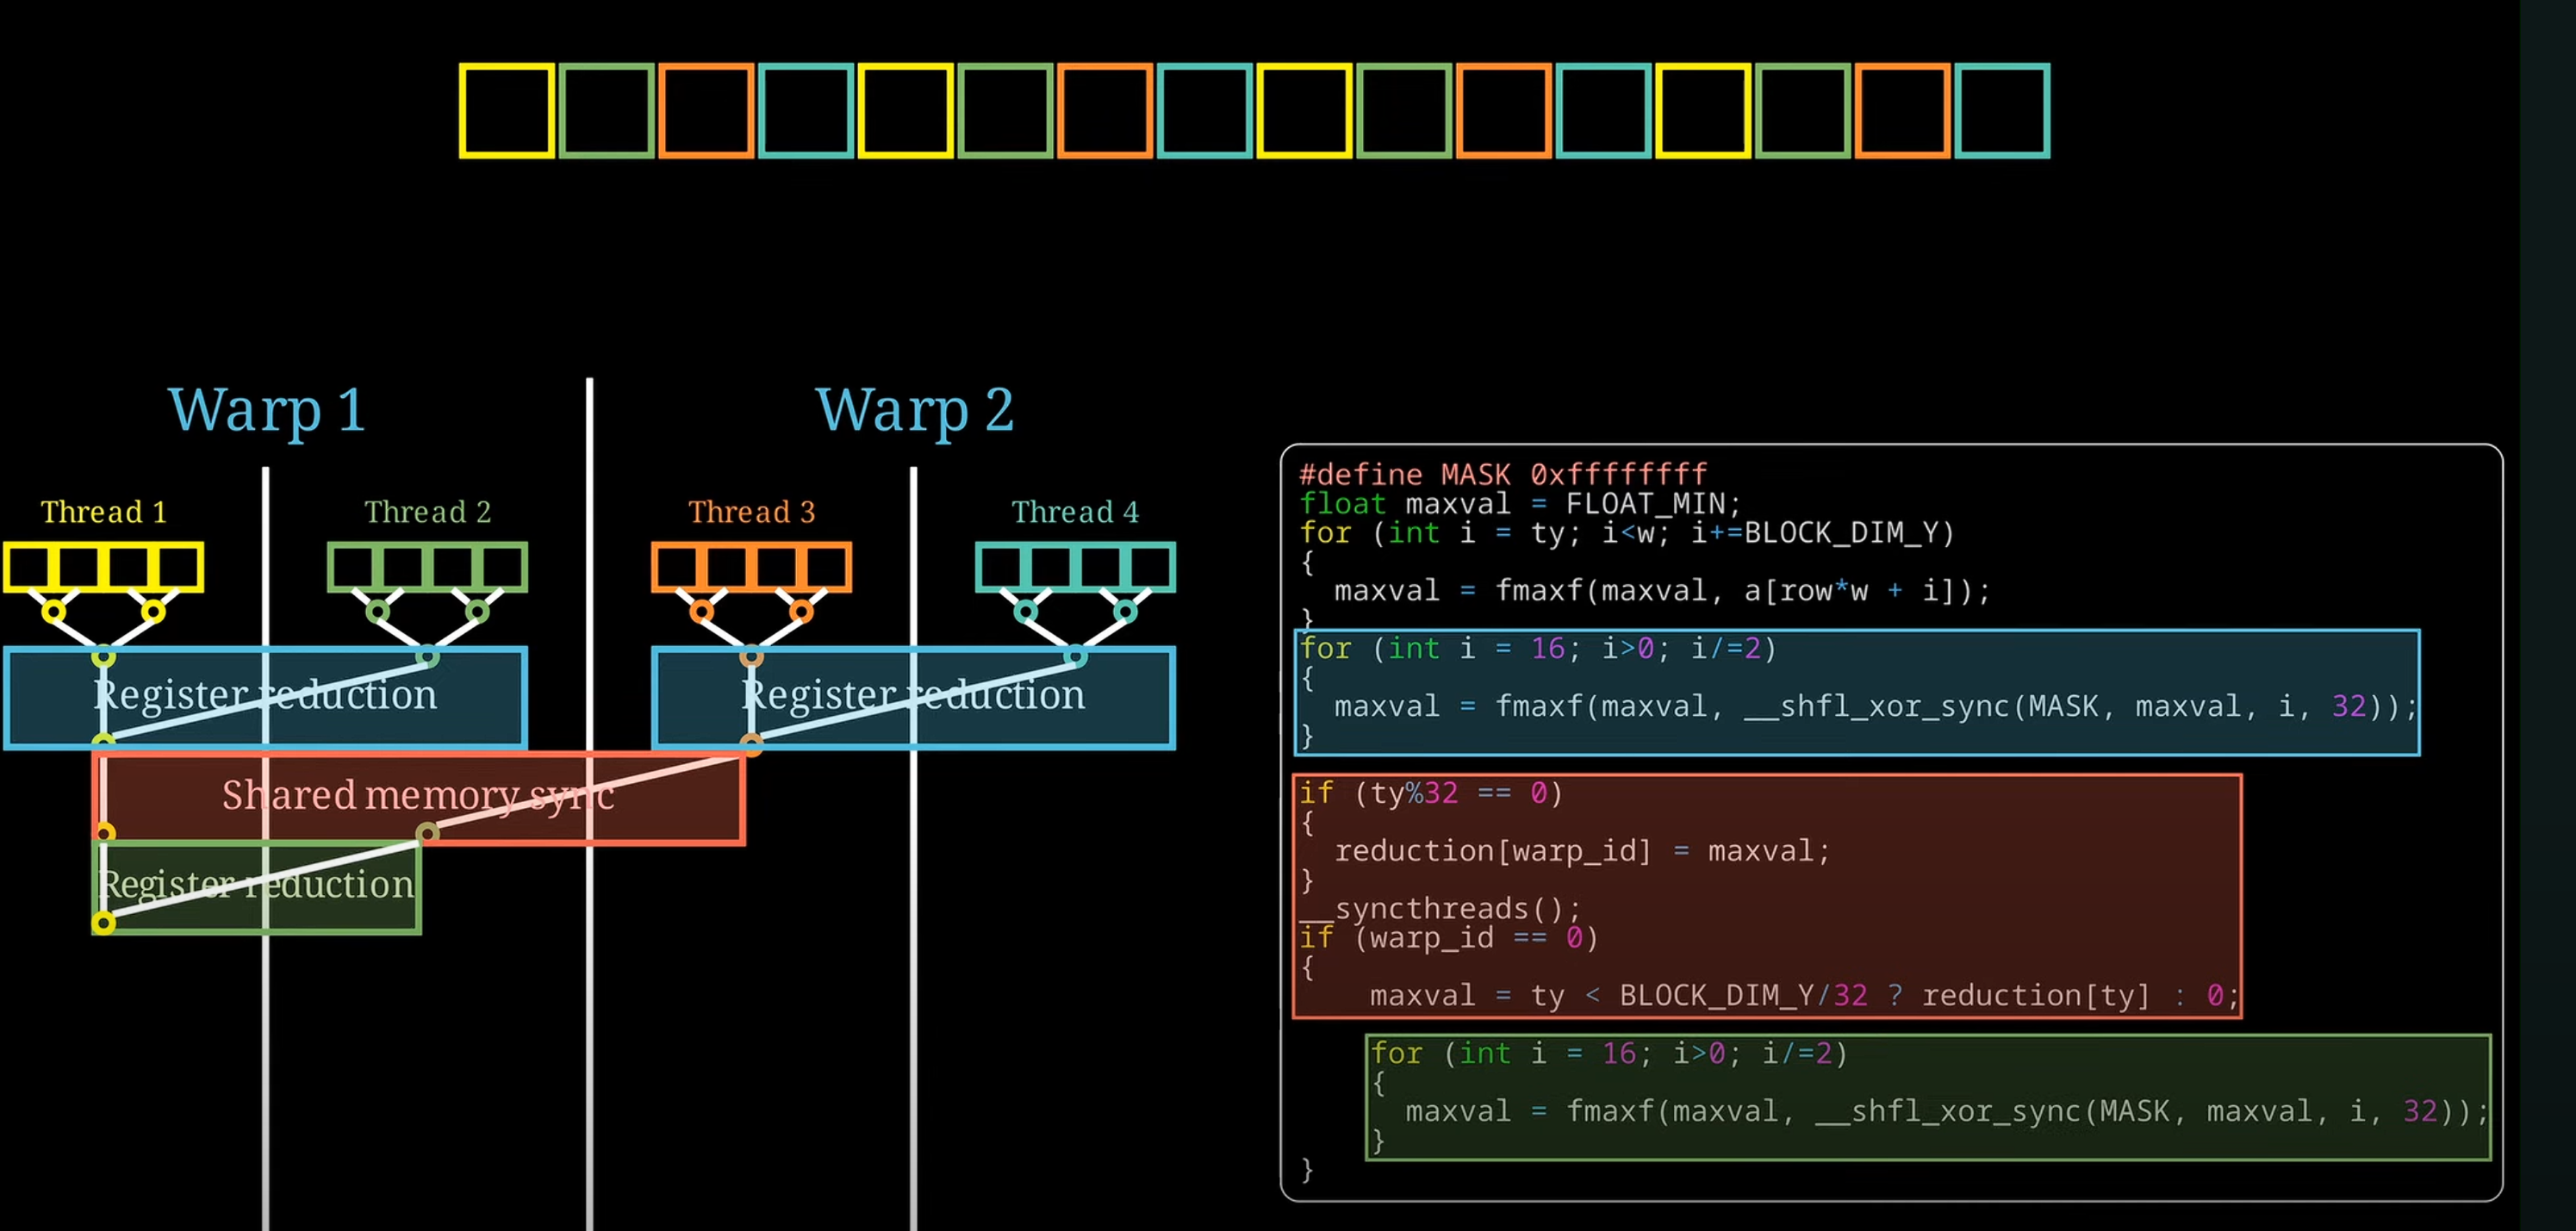 Warp 1
Warp 2
Thread 1
Thread 2
Thread 3
Thread 4
Register reduction
Register reduction
Shared memory sync
Register reduction
#define MASK 0xffffffff
float maxval = FLOAT_MIN;
for (int i = ty; i<w; i+=BLOCK_DIM_Y)
{
  maxval = fmaxf(maxval, a[row*w + i]);
}
for (int i = 16; i>0; i/=2)
{
  maxval = fmaxf(maxval, __shfl_xor_sync(MASK, maxval, i, 32));
}
if (ty%32 == 0)
{
  reduction[warp_id] = maxval;
}
__syncthreads();
if (warp_id == 0)
{
    maxval = ty < BLOCK_DIM_Y/32 ? reduction[ty] : 0;
    for (int i = 16; i>0; i/=2)
    {
      maxval = fmaxf(maxval, __shfl_xor_sync(MASK, maxval, i, 32));
    }
}